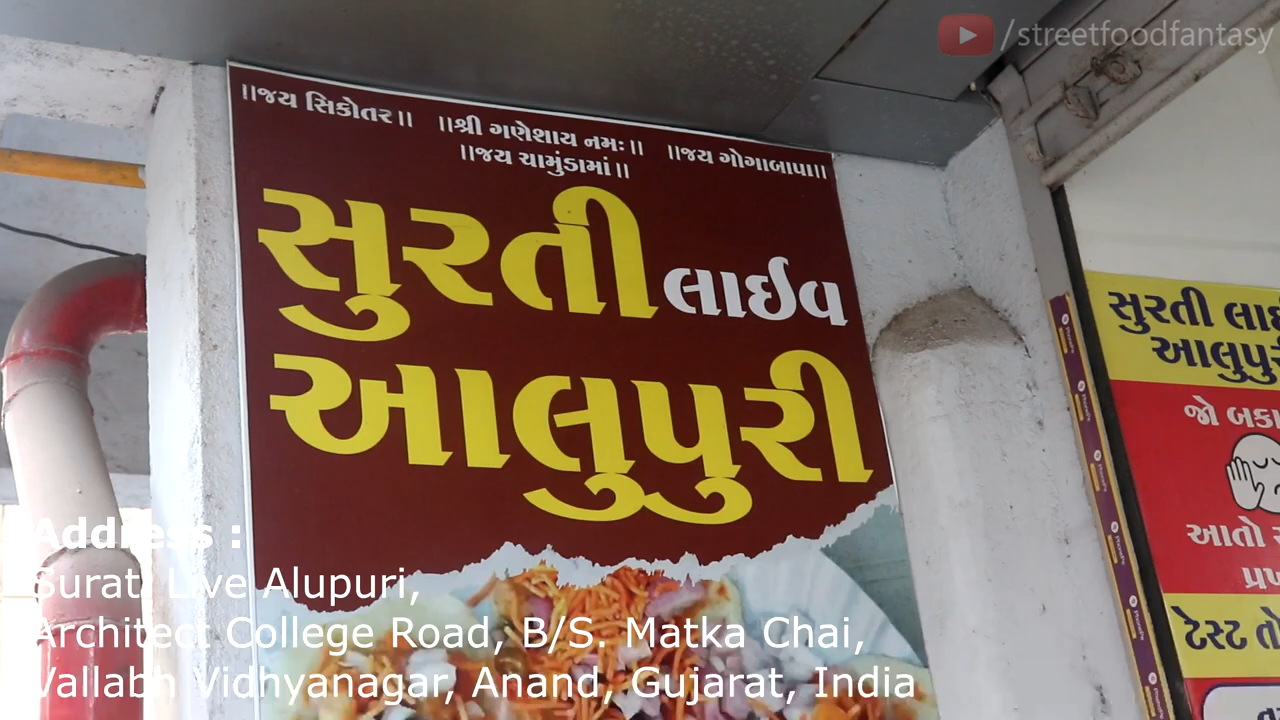 /streetfoodfantasy
||જય સિકોતર|| ||શ્રી ગણેશાય નમઃ|| ||જય ગોગાબાપા||
||જય ચામુંડામાં||
સુરતી લાઈવ
આલુપુરી
સુરતી
આલુપુ
જો
આતો
ટેસ્ટ
Address :
Surati Live Alupuri,
Architect College Road, B/S. Matka Chai,
Vallabh Vidhyanagar, Anand, Gujarat, India